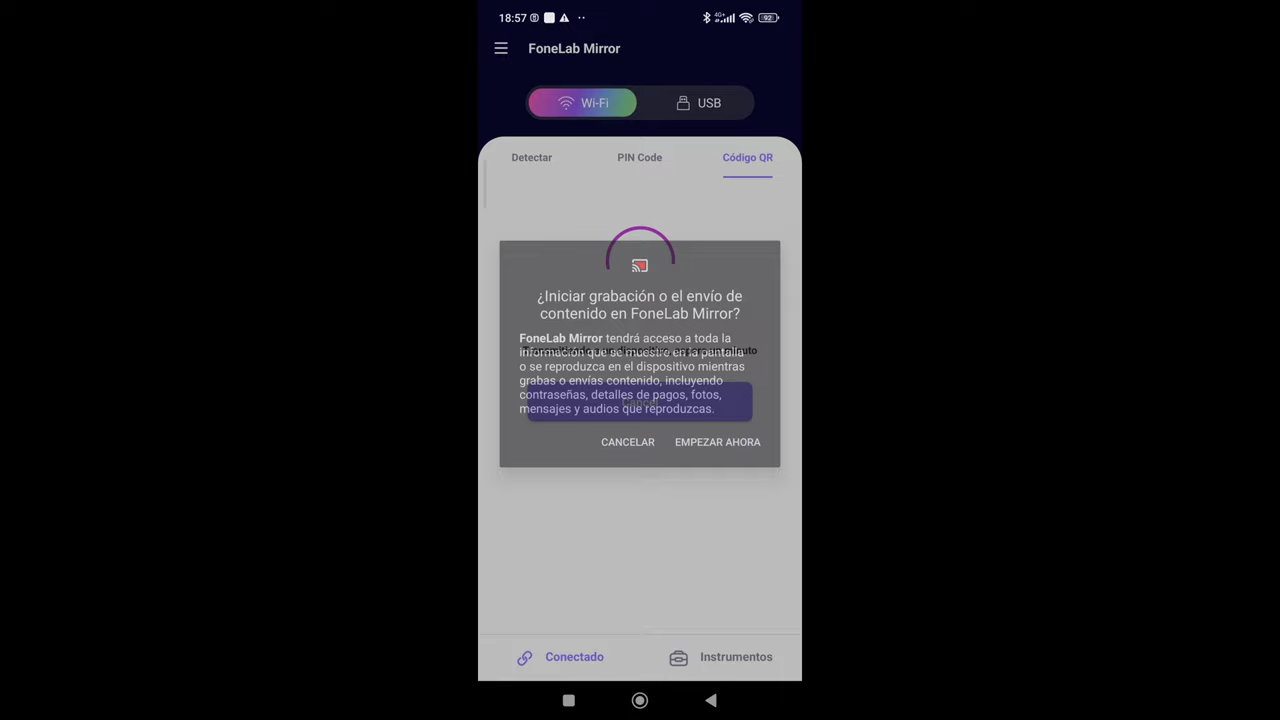 18:57 4G+ 92
FoneLab Mirror
Wi-Fi USB
Detectar PIN Code Código QR
¿Iniciar grabación o el envío de
contenido en FoneLab Mirror?
FoneLab Mirror tendrá acceso a toda la
información que se muestre en la pantalla
o se reproduzca en el dispositivo mientras
grabas o envías contenido, incluyendo
contraseñas, detalles de pagos, fotos,
mensajes y audios que reproduzcas.
CANCELAR EMPEZAR AHORA
Conectado Instrumentos